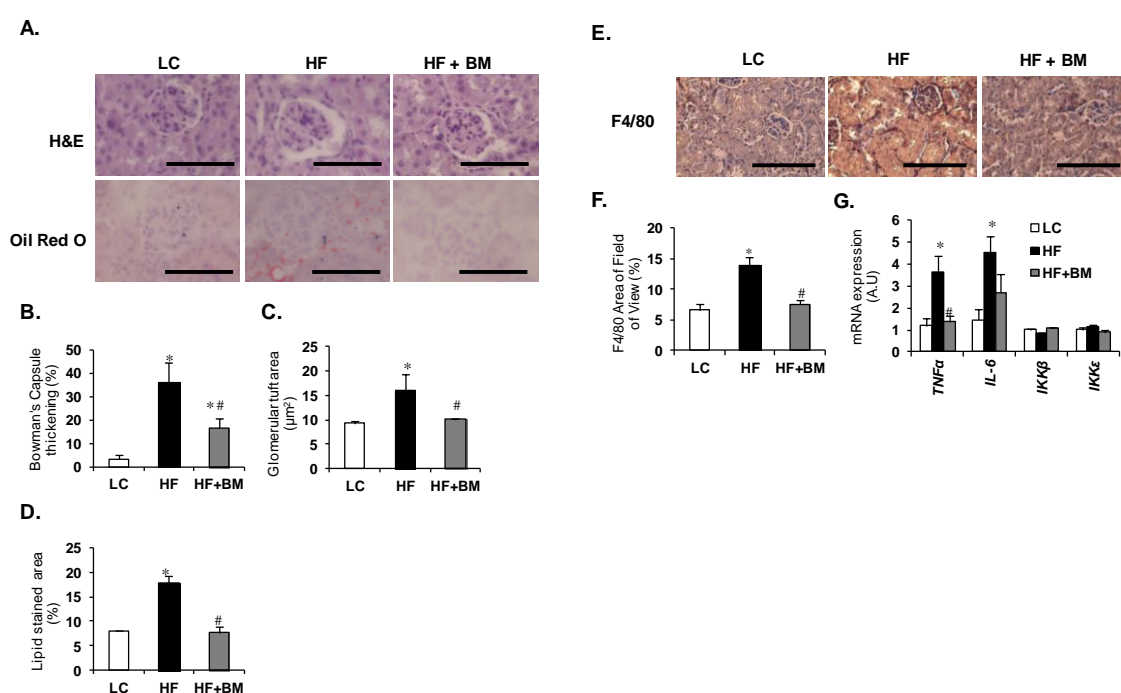 A.
LC HF HF + BM
H&E
Oil Red O
B.
Bowman's Capsule
thickening (%)
50
40
30
20
10
0
*
* #
LC HF HF+BM
C.
Glomerular tuft area
(μm²)
25
20
15
10
5
0
*
#
LC HF HF+BM
D.
Lipid stained area
(%)
25
20
15
10
5
0
*
#
LC HF HF+BM
E.
LC HF HF + BM
F4/80
F.
F4/80 Area of Field
of View (%)
20
15
10
5
0
*
#
LC HF HF+BM
G.
mRNA expression
(A.U)
6
5
4
3
2
1
0
*
#
*
LC
HF
HF+BM
TNFα IL-6 IKKβ IKKε